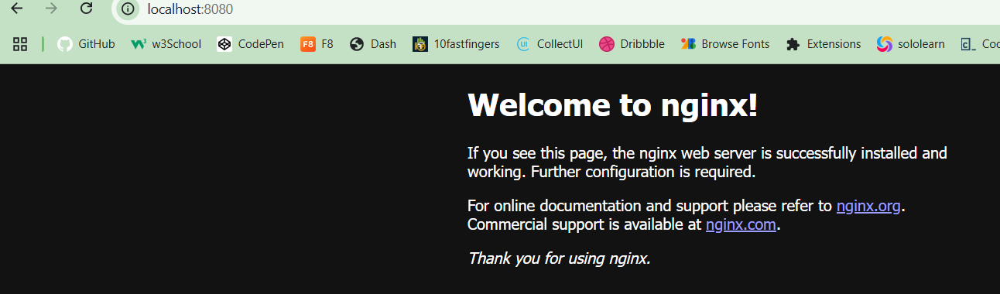 localhost:8080
GitHub w3School CodePen F8 F8 Dash 10fastfingers UI CollectUI Dribbble Browse Fonts Extensions sololearn Coc
Welcome to nginx!
If you see this page, the nginx web server is successfully installed and
working. Further configuration is required.
For online documentation and support please refer to nginx.org.
Commercial support is available at nginx.com.
Thank you for using nginx.